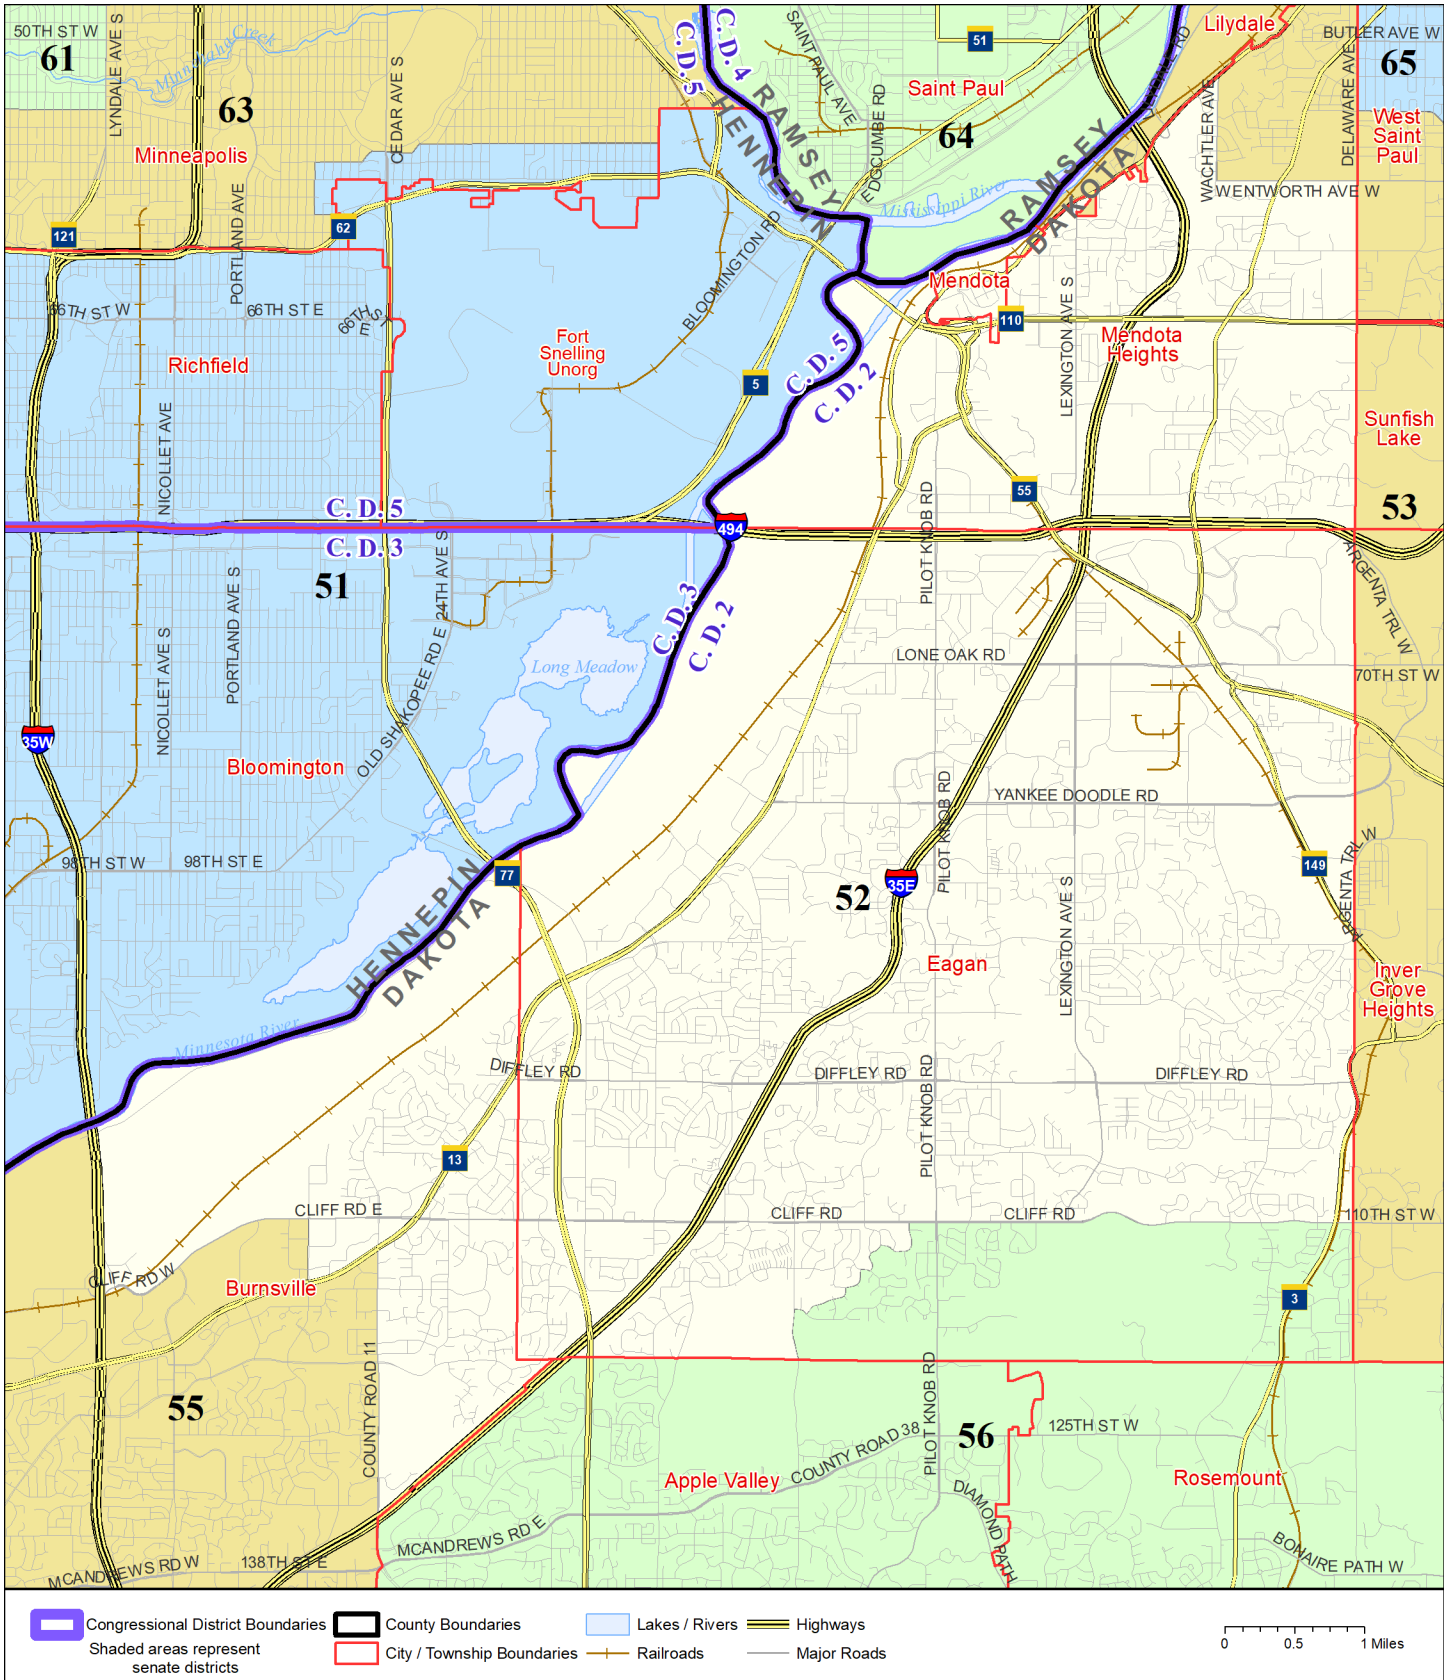 50TH ST W
61
LYNDALE AVE S
Minnehaha Creek
63
Minneapolis
CEDAR AVE S
C. D. 5
C. D. 4
RAMSEY
HENNEPIN
SAINT PAUL AVE
51
Saint Paul
EDGCUMBE RD
64
Mississippi River
RAMSEY
DAKOTA
Lilydale
WACHTLER AVE
BUTLER AVE W
DELAWARE AVE
65
West
Saint
Paul
WENTWORTH AVE W
121
62
PORTLAND AVE
66TH ST W
66TH ST E
66TH ST
E
Richfield
NICOLLET AVE
BLOOMINGTON RD
Fort
Snelling
Unorg
5
C. D. 5
C. D. 2
Mendota
110
LEXINGTON AVE S
Mendota
Heights
Sunfish
Lake
53
55
PILOT KNOB RD
C. D. 5
C. D. 3
494
51
24TH AVE S
PORTLAND AVE S
NICOLLET AVE S
OLD SHAKOPEE RD E
Long Meadow
C. D. 3
C. D. 2
LONE OAK RD
ARGENTA TRL W
70TH ST W
35W
Bloomington
YANKEE DOODLE RD
PILOT KNOB RD
98TH ST W
98TH ST E
77
HENNEPIN
DAKOTA
52
35E
149
ARGENTA TRL W
LEXINGTON AVE S
Eagan
Inver
Grove
Heights
Minnesota River
DIFFLEY RD
DIFFLEY RD
DIFFLEY RD
PILOT KNOB RD
13
CLIFF RD E
CLIFF RD
CLIFF RD
110TH ST W
CLIFF RD W
Burnsville
3
COUNTY ROAD 11
55
PILOT KNOB RD
56
125TH ST W
COUNTY ROAD 38
Apple Valley
Rosemount
DIAMOND PATH
MCANDREWS RD E
138TH ST E
MCANDREWS RD W
BONAIRE PATH W
Congressional District Boundaries
Shaded areas represent
senate districts
County Boundaries
City / Township Boundaries
Lakes / Rivers
Railroads
Highways
Major Roads
0 0.5 1 Miles